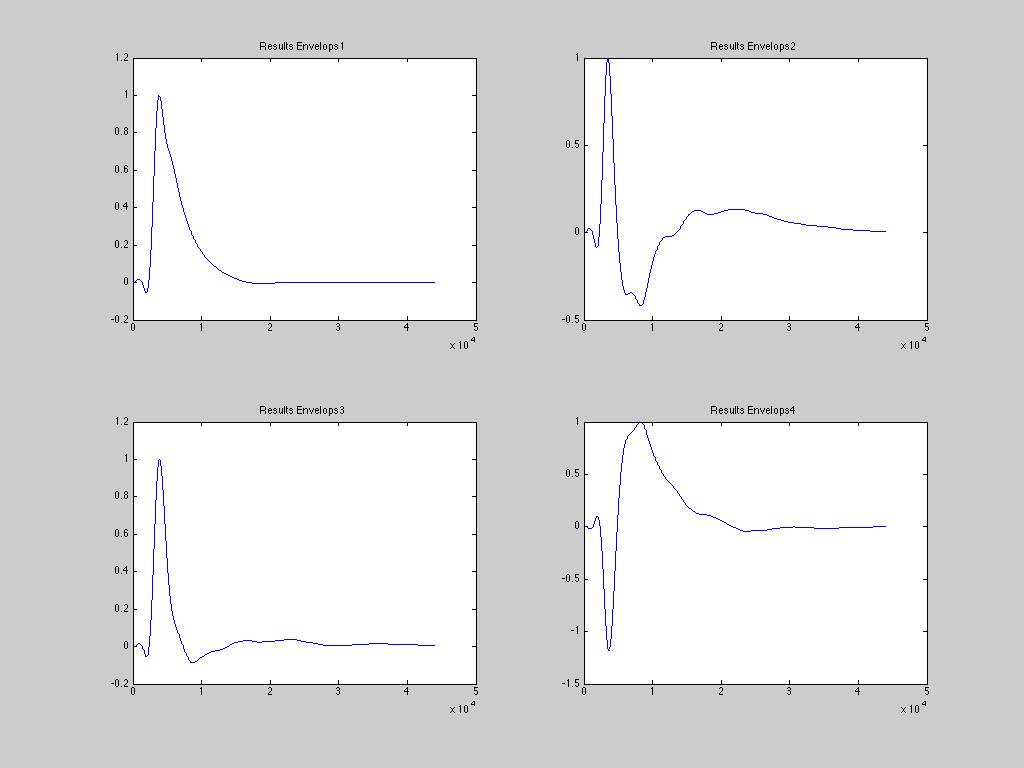 Results Envelops1
1.2
1
0.8
0.6
0.4
0.2
0
-0.2
0 1 2 3 4 5
x 10^4
Results Envelops2
1
0.5
0
-0.5
0 1 2 3 4 5
x 10^4
Results Envelops3
1.2
1
0.8
0.6
0.4
0.2
0
-0.2
0 1 2 3 4 5
x 10^4
Results Envelops4
1
0.5
0
-0.5
-1
-1.5
0 1 2 3 4 5
x 10^4